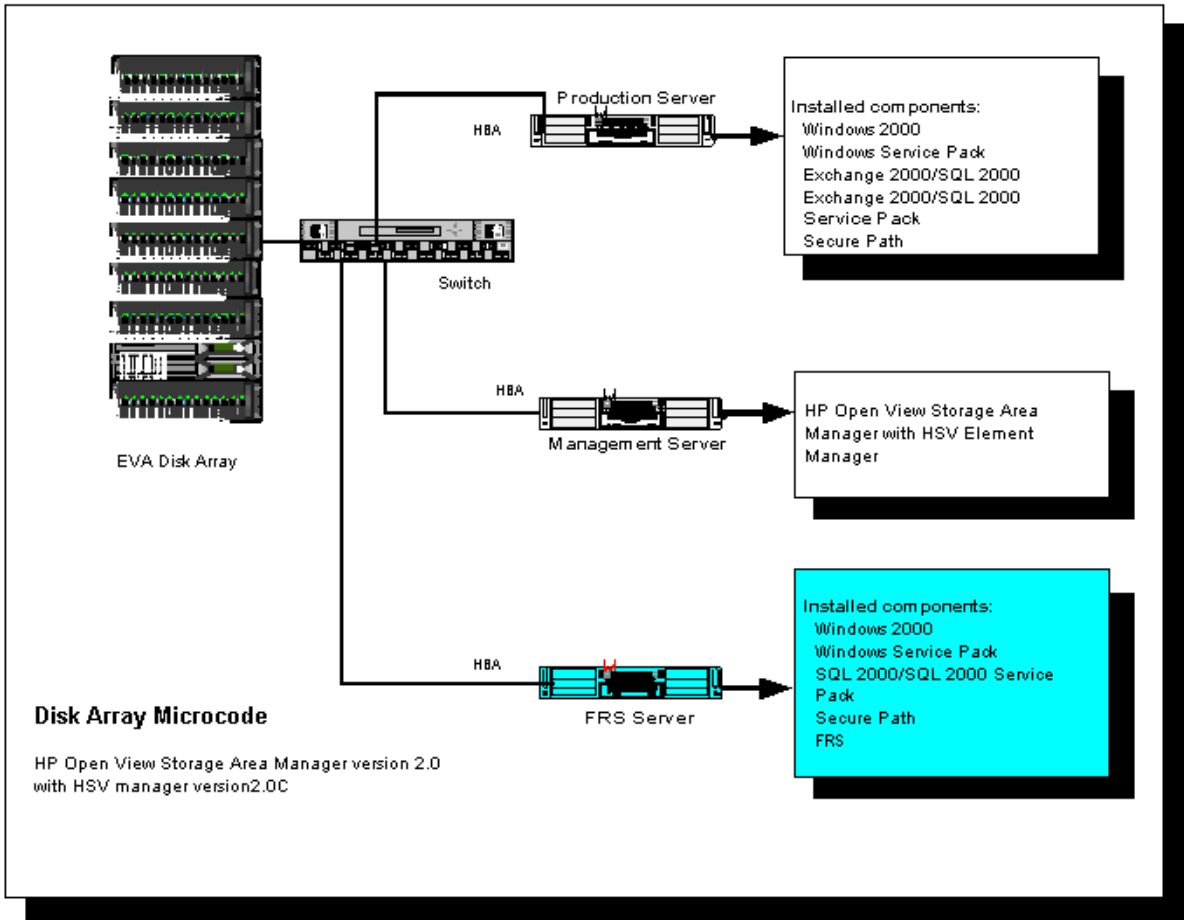 Production Server
HBA
Installed components:
Windows 2000
Windows Service Pack
Exchange 2000/SQL 2000
Exchange 2000/SQL 2000
Service Pack
Secure Path
Switch
HBA
Management Server
HP Open View Storage Area
Manager with HSV Element
Manager
EVA Disk Array
HBA
FRS Server
Installed components:
Windows 2000
Windows Service Pack
SQL 2000/SQL 2000 Service
Pack
Secure Path
FRS
Disk Array Microcode
HP Open View Storage Area Manager version 2.0
with HSV manager version2.0C